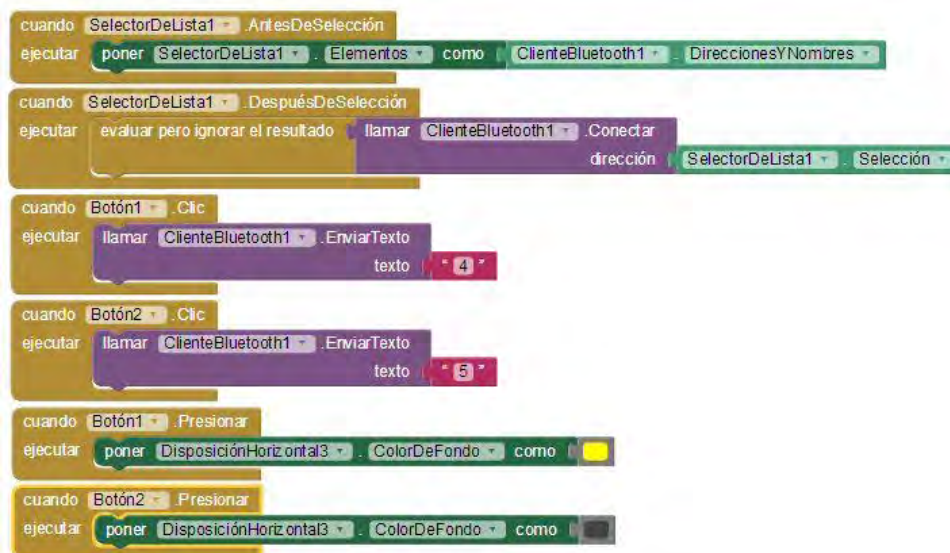 cuando SelectorDeLista1 .AntesDeSelección
ejecutar poner SelectorDeLista1 . Elementos como ClienteBluetooth1 . DireccionesYNombres
cuando SelectorDeLista1 .DespuésDeSelección
ejecutar evaluar pero ignorar el resultado llamar ClienteBluetooth1 .Conectar
dirección SelectorDeLista1 . Selección
cuando Botón1 .Clic
ejecutar llamar ClienteBluetooth1 .EnviarTexto
texto " 4 "
cuando Botón2 .Clic
ejecutar llamar ClienteBluetooth1 .EnviarTexto
texto " 5 "
cuando Botón1 .Presionar
ejecutar poner DisposiciónHorizontal3 . ColorDeFondo como
cuando Botón2 .Presionar
ejecutar poner DisposiciónHorizontal3 . ColorDeFondo como